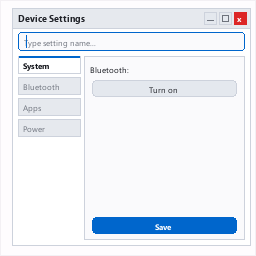 Device Settings
Type setting name...
System
Bluetooth
Apps
Power
Bluetooth:
Turn on
Save